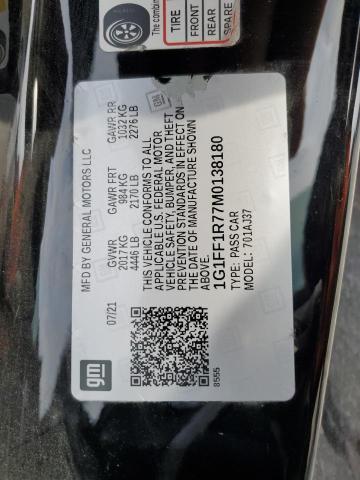 The combin
TIRE
FRONT
REAR
SPARE
gm
MFD BY GENERAL MOTORS LLC
07/21
GVWR GAWR FRT GAWR RR
2017 KG 984 KG 1032 KG
4446 LB 2170 LB 2276 LB
THIS VEHICLE CONFORMS TO ALL
APPLICABLE U.S. FEDERAL MOTOR
VEHICLE SAFETY, BUMPER, AND THEFT
PREVENTION STANDARDS IN EFFECT ON
THE DATE OF MANUFACTURE SHOWN
ABOVE.
1G1FF1R77M0138180
TYPE: PASS CAR
MODEL: 701AJ37
8555
GM